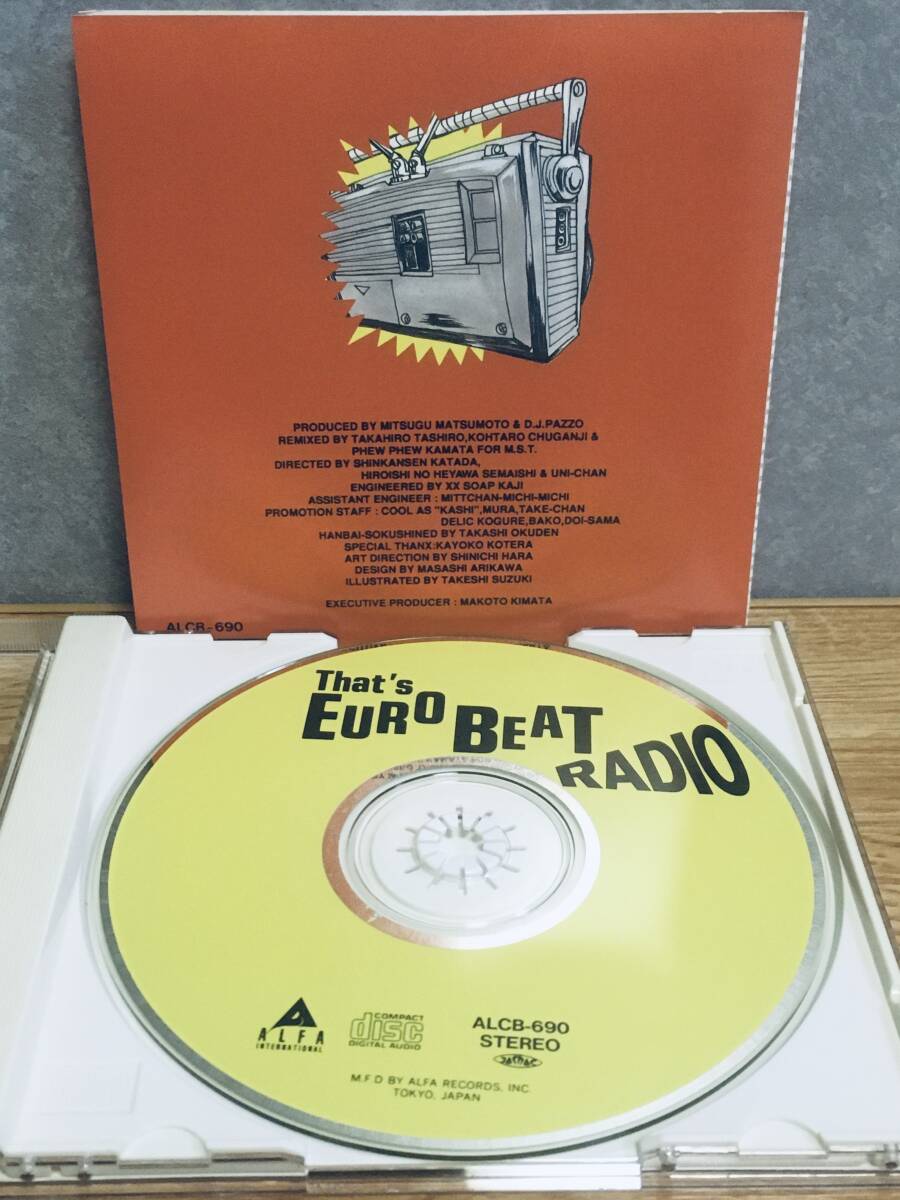 PRODUCED BY MITSUGU MATSUMOTO & D.J.PAZZO
REMIXED BY TAKAHIRO TASHIRO,KOHTARO CHUGANJI &
PHEW PHEW KAMATA FOR M.S.T.
DIRECTED BY SHINKANSEN KATADA,
HIROISHI NO HEYAWA SEMAISHI & UNI-CHAN
ENGINEERED BY XX SOAP KAJI
ASSISTANT ENGINEER : MITTCHAN-MICHI-MICHI
PROMOTION STAFF : COOL AS "KASHI",MURA,TAKE-CHAN
DELIC KOGURE,BAKO,DOI-SAMA
HANBAI-SOKUSHINED BY TAKASHI OKUDEN
SPECIAL THANX:KAYOKO KOTERA
ART DIRECTION BY SHINICHI HARA
DESIGN BY MASASHI ARIKAWA
ILLUSTRATED BY TAKESHI SUZUKI
EXECUTIVE PRODUCER : MAKOTO KIMATA
ALCB-690
That's
EURO BEAT
RADIO
ALFA
INTERNATIONAL
COMPACT
disc
DIGITAL AUDIO
ALCB-690
STEREO
JASRAC
M.F.D BY ALFA RECORDS, INC.
TOKYO, JAPAN